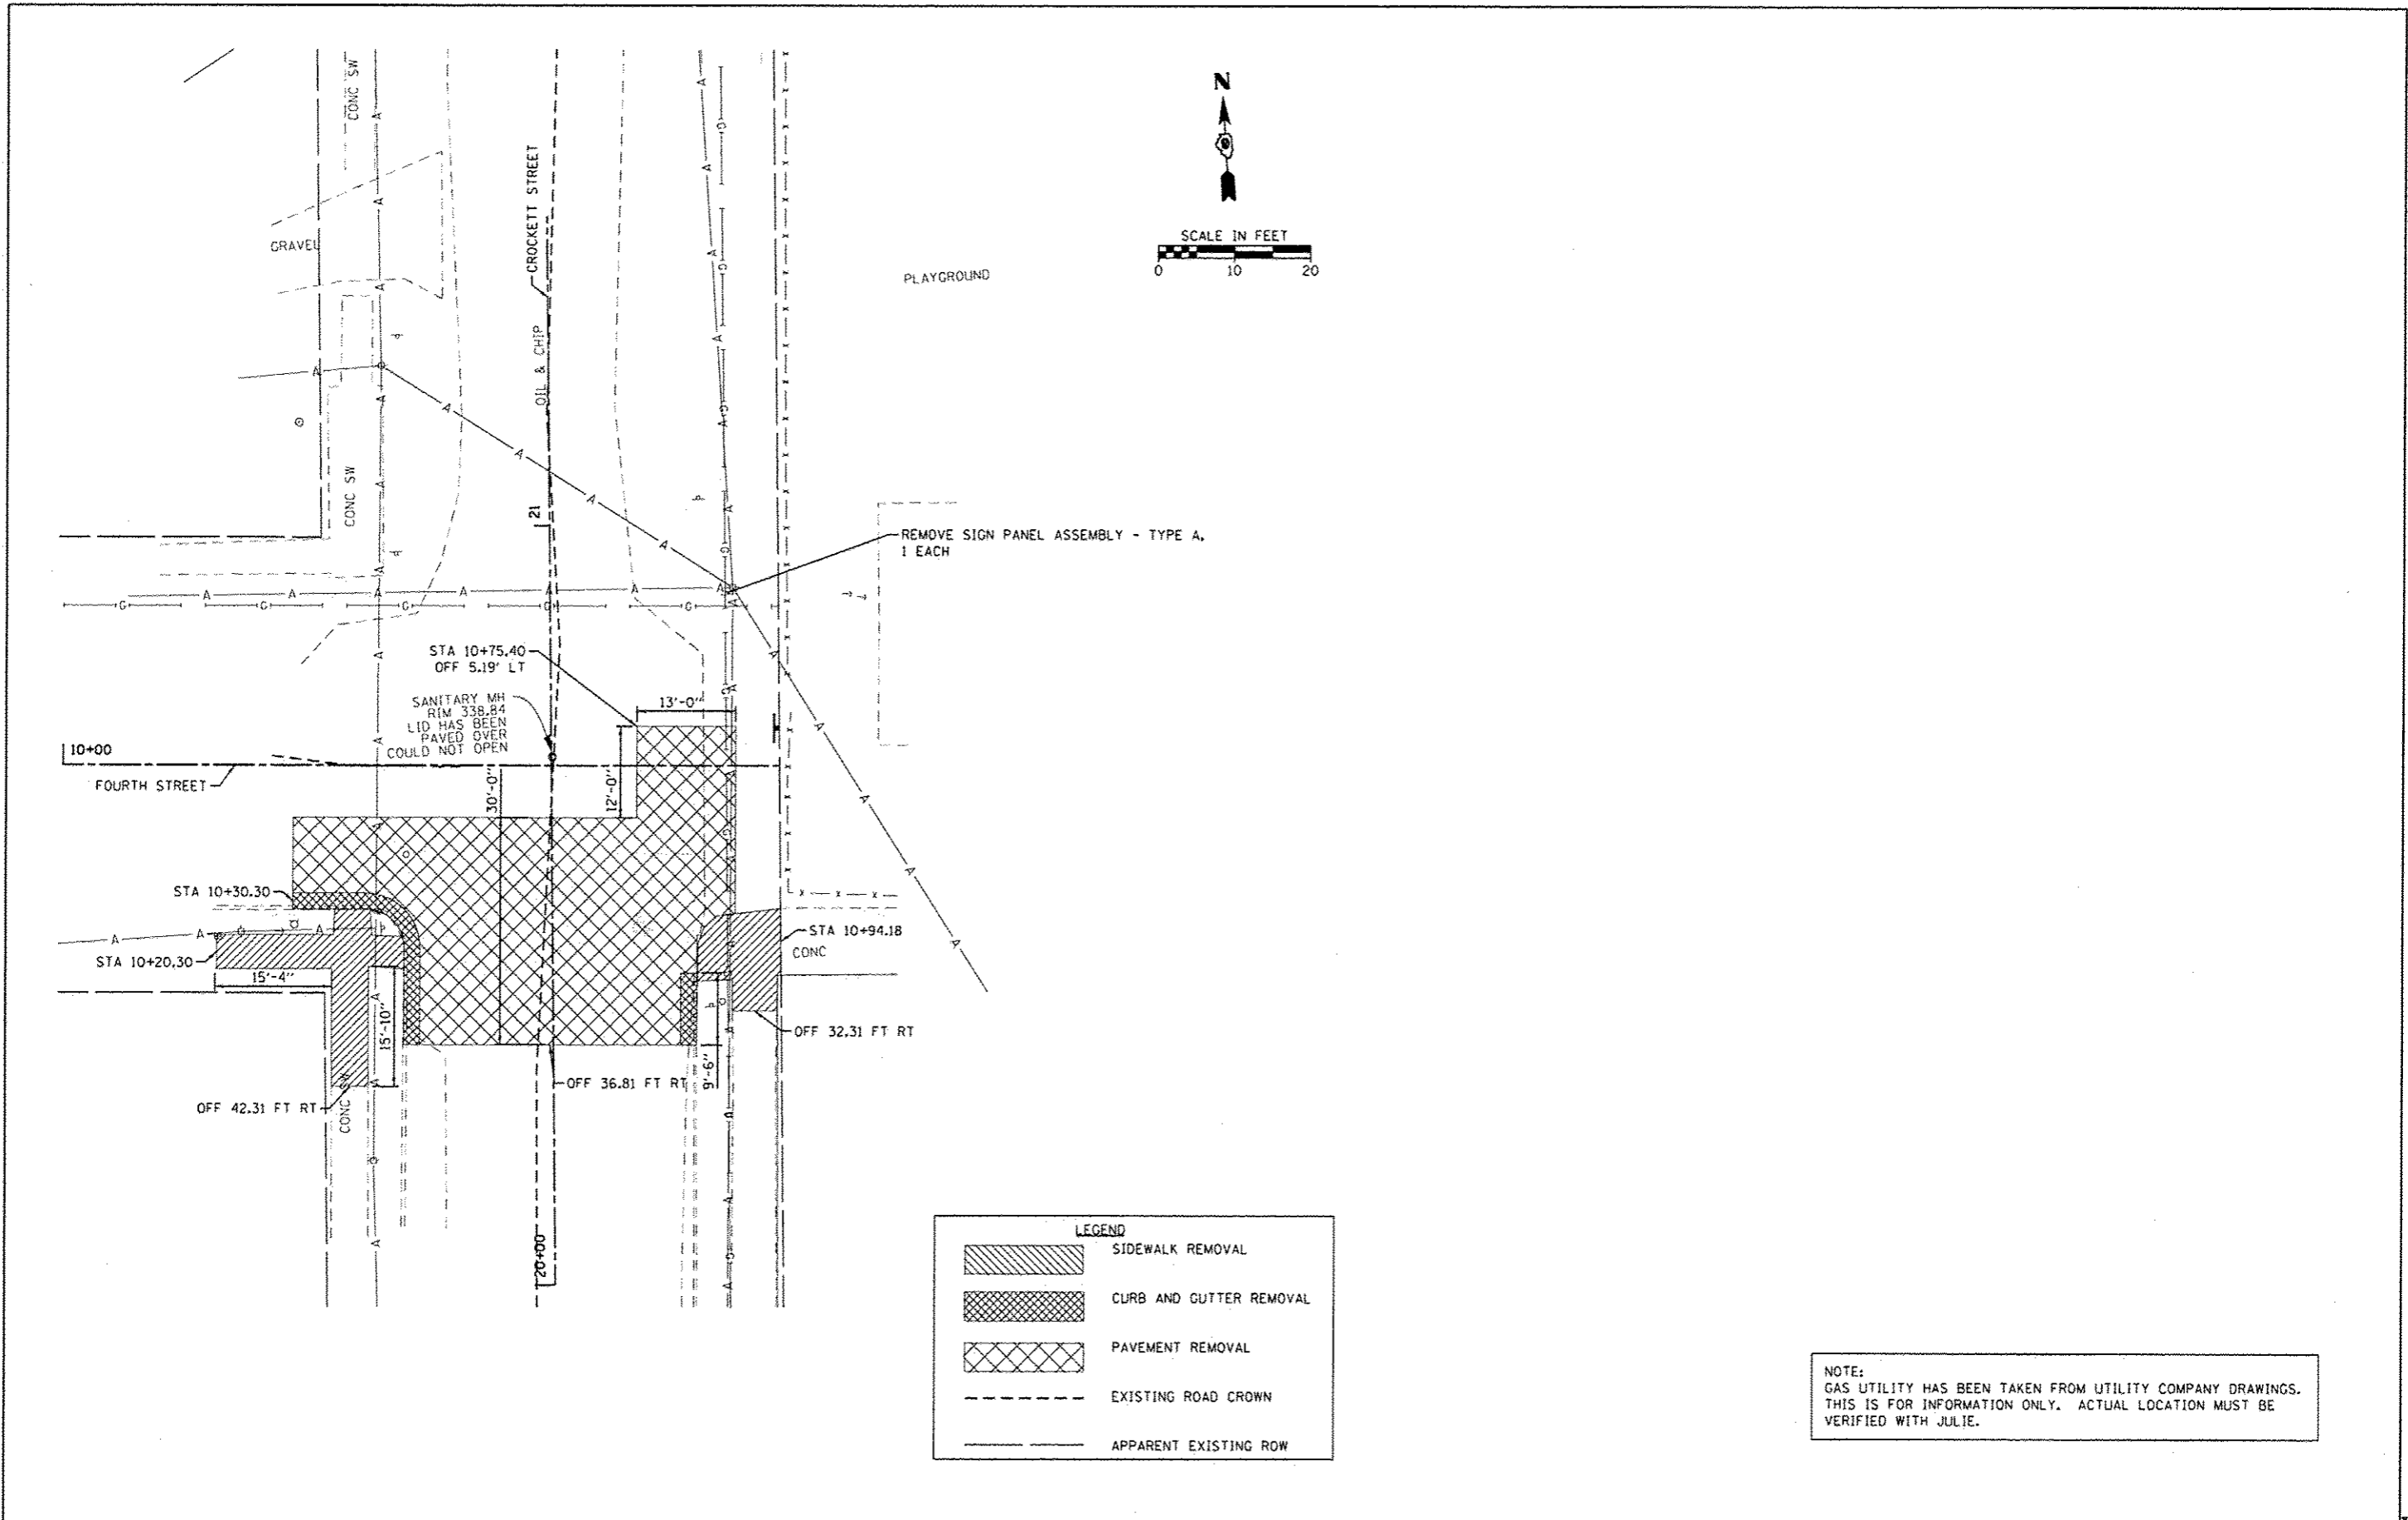 CONC SW
N
CROCKETT STREET
SCALE IN FEET
0 10 20
GRAVEL
PLAYGROUND
OIL & CHIP
CONC SW
21
REMOVE SIGN PANEL ASSEMBLY - TYPE A,
1 EACH
STA 10+75.40
OFF 5.19' LT
SANITARY MH
RIM 338.84
LID HAS BEEN
PAVED OVER
COULD NOT OPEN
13'-0"
10+00
FOURTH STREET
30'-0"
12'-0"
STA 10+30.30
STA 10+20.30
15'-4"
15'-10"
STA 10+94.18
CONC
OFF 32.31 FT RT
OFF 36.81 FT RT
9'-6"
OFF 42.31 FT RT
CONC SW
20+00
LEGEND
SIDEWALK REMOVAL
CURB AND GUTTER REMOVAL
PAVEMENT REMOVAL
EXISTING ROAD CROWN
APPARENT EXISTING ROW
NOTE:
GAS UTILITY HAS BEEN TAKEN FROM UTILITY COMPANY DRAWINGS.
THIS IS FOR INFORMATION ONLY. ACTUAL LOCATION MUST BE
VERIFIED WITH JULIE.